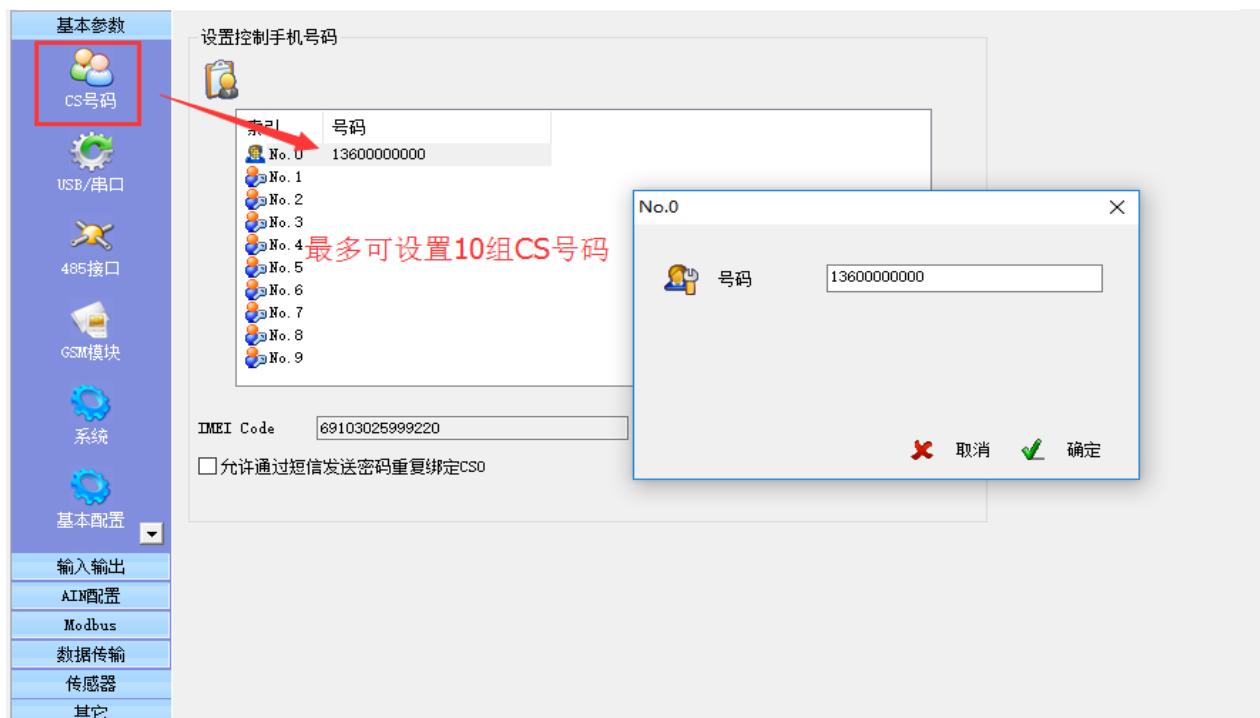 基本参数
CS号码
USB/串口
485接口
GSM模块
系统
基本配置
输入输出
AIN配置
Modbus
数据传输
传感器
其它
设置控制手机号码
索引 号码
No. 0 13600000000
No. 1
No. 2
No. 3
No. 4
No. 5
No. 6
No. 7
No. 8
No. 9
最多可设置10组CS号码
IMEI Code 69103025999220
允许通过短信发送密码重复绑定CS0
No.0
号码 13600000000
取消 确定